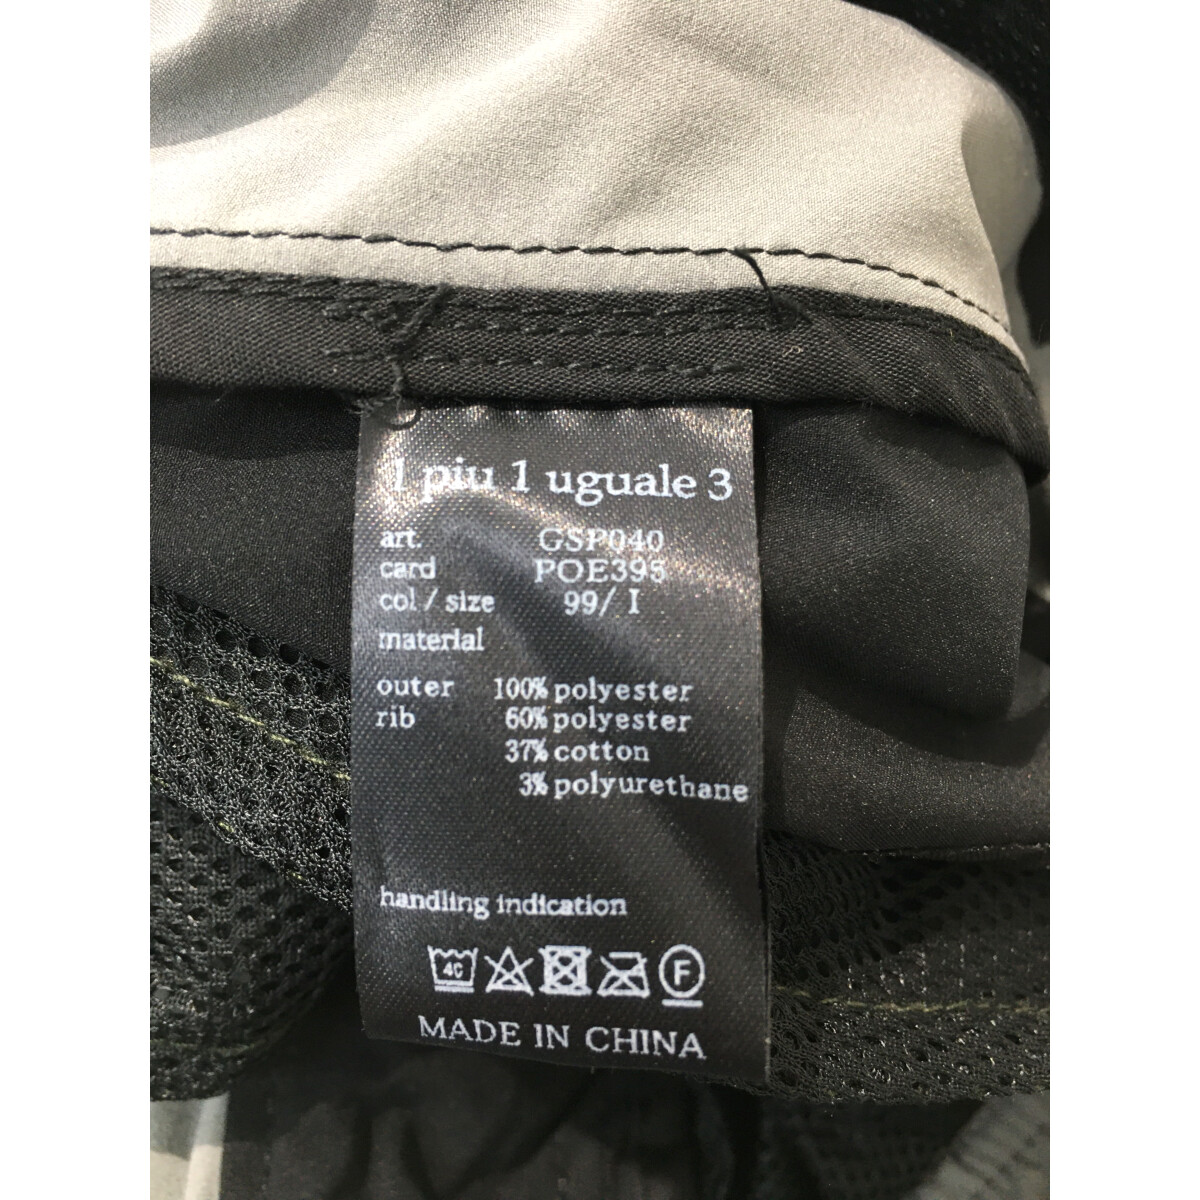 1 piu 1 uguale 3
art. GSP040
card POE395
col / size 99/ I
material
outer 100% polyester
rib 60% polyester
37% cotton
3% polyurethane
handling indication
40 F
MADE IN CHINA